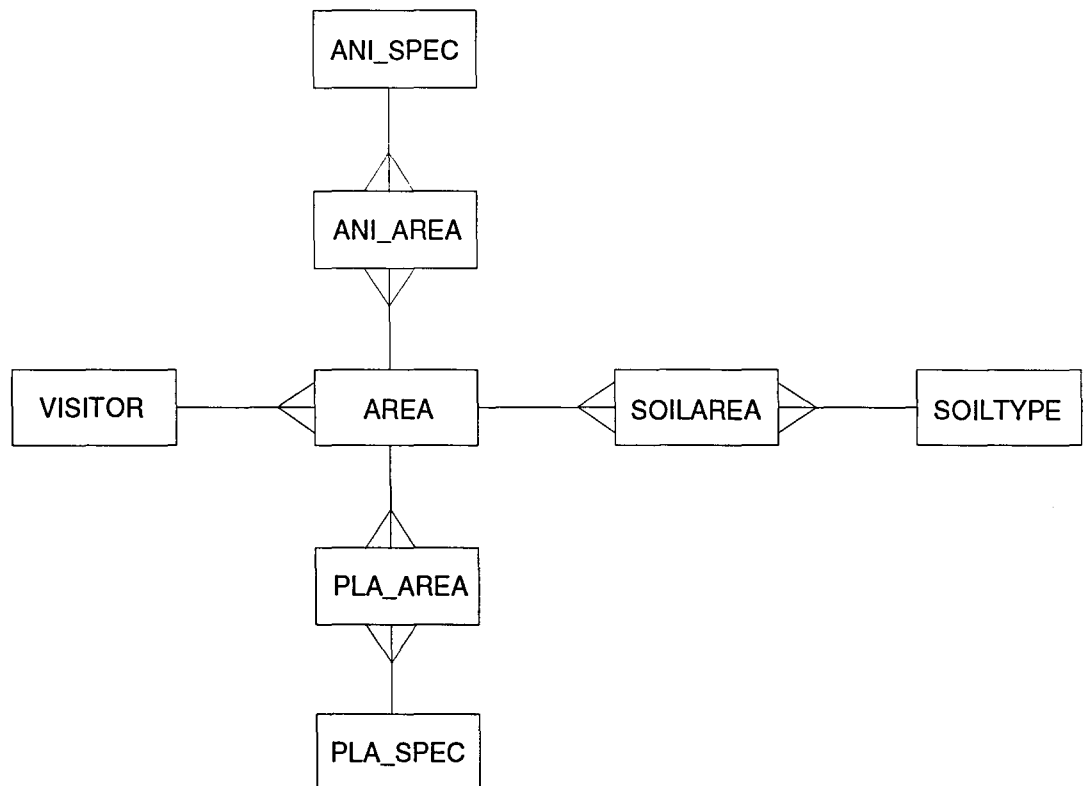 ANI_SPEC
ANI_AREA
VISITOR
AREA
SOILAREA
SOILTYPE
PLA_AREA
PLA_SPEC